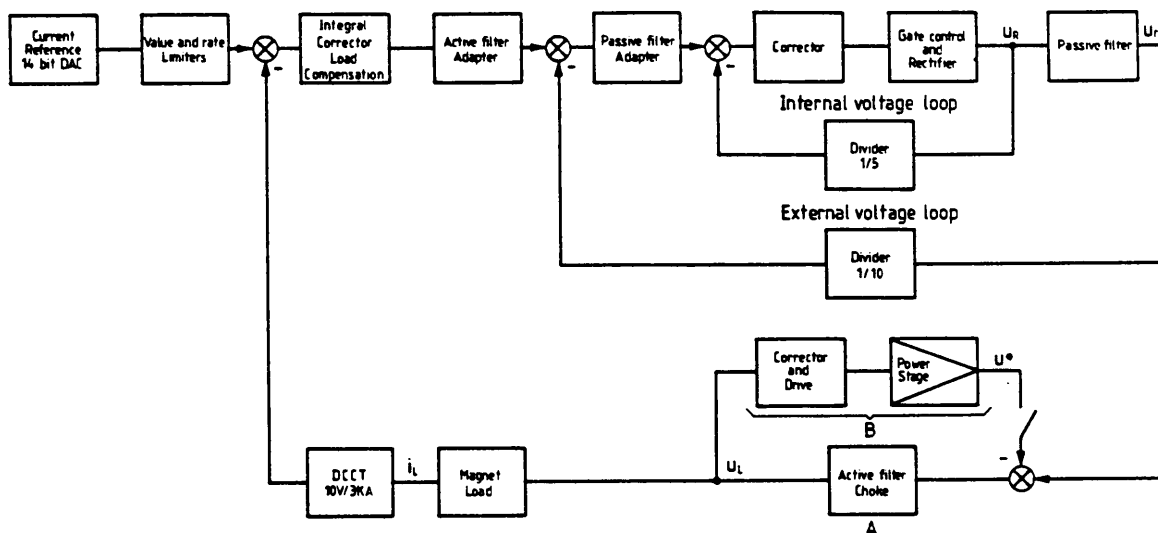 Current
Reference
14 bit DAC
Value and rate
Limiters
-
Integral
Corrector
Load
Compensation
Active filter
Adapter
-
Passive filter
Adapter
-
Corrector
Gate control
and
Rectifier
U_R
Passive filter
Internal voltage loop
Divider
1/5
External voltage loop
Divider
1/10
Corrector
and
Drive
Power
Stage
U*
B
-
DCCT
10V/3KA
i_L
Magnet
Load
U_L
Active filter
Choke
A